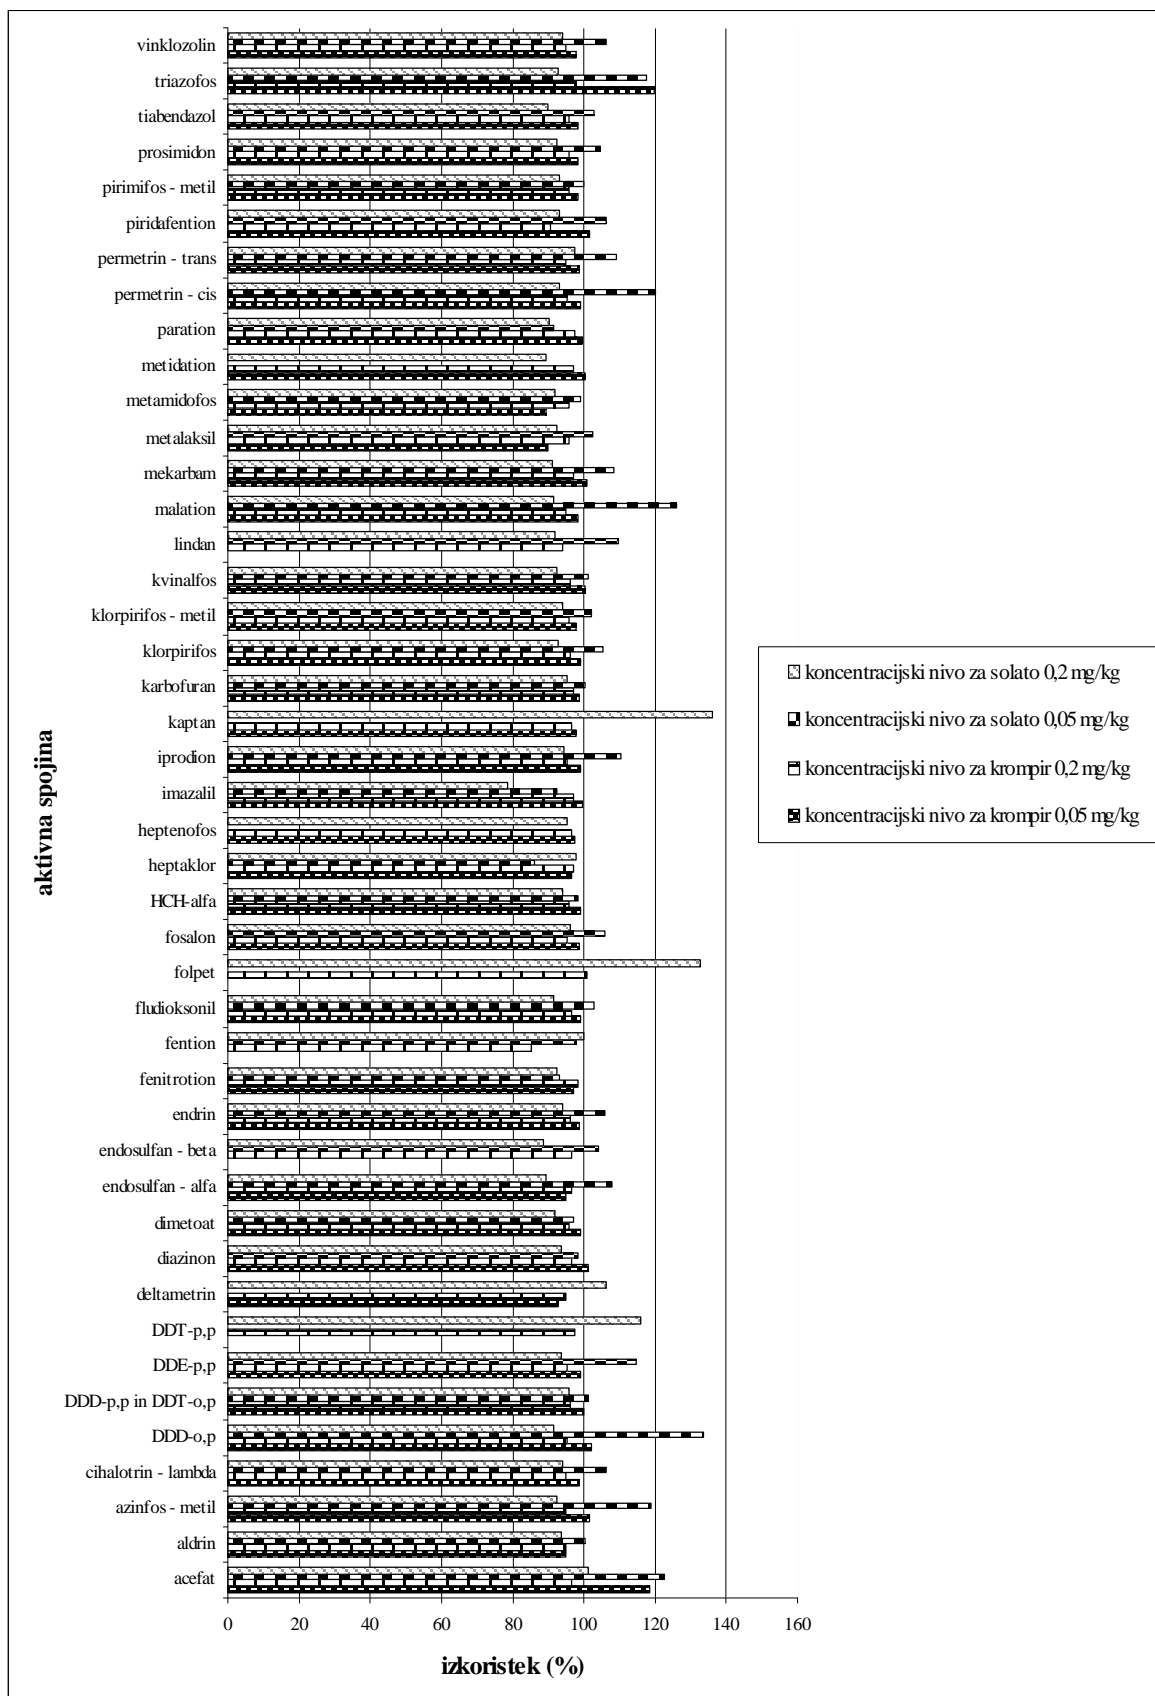 vinklozolin
triazofos
tiabendazol
prosimidon
pirimifos - metil
piridafention
permetrin - trans
permetrin - cis
paration
metidation
metamidofos
metalaksil
mekarbam
malation
lindan
kvinalfos
klorpirifos - metil
klorpirifos
karbofuran
kaptan
iprodion
imazalil
heptenofos
heptaklor
HCH-alfa
fosalon
folpet
fludioksonil
fention
fenitrotion
endrin
endosulfan - beta
endosulfan - alfa
dimetoat
diazinon
deltametrin
DDT-p,p
DDE-p,p
DDD-p,p in DDT-o,p
DDD-o,p
cihalotrin - lambda
azinfos - metil
aldrin
acefat
aktivna spojina
0 20 40 60 80 100 120 140 160
izkoristek (%)
koncentracijski nivo za solato 0,2 mg/kg
koncentracijski nivo za solato 0,05 mg/kg
koncentracijski nivo za krompir 0,2 mg/kg
koncentracijski nivo za krompir 0,05 mg/kg